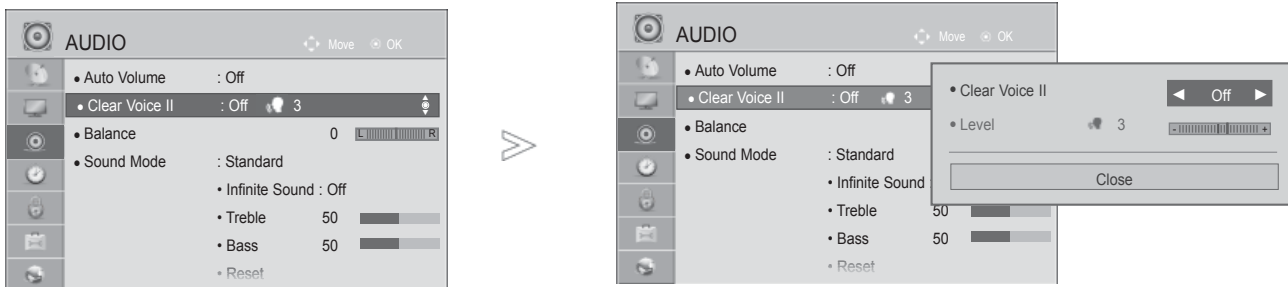 AUDIO
Move OK
• Auto Volume : Off
• Clear Voice II : Off 3
• Balance 0 L R
• Sound Mode : Standard
• Infinite Sound : Off
• Treble 50
• Bass 50
• Reset
AUDIO
Move OK
• Auto Volume : Off
• Clear Voice II : Off 3
• Balance
• Sound Mode : Standard
• Infinite Sound :
• Treble 50
• Bass 50
• Reset
• Clear Voice II ◀ Off ▶
• Level 3 - +
Close